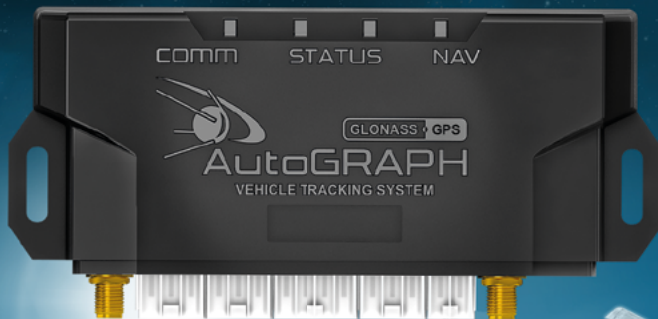 COMM STATUS NAV
GLONASS GPS
AutoGRAPH
VEHICLE TRACKING SYSTEM